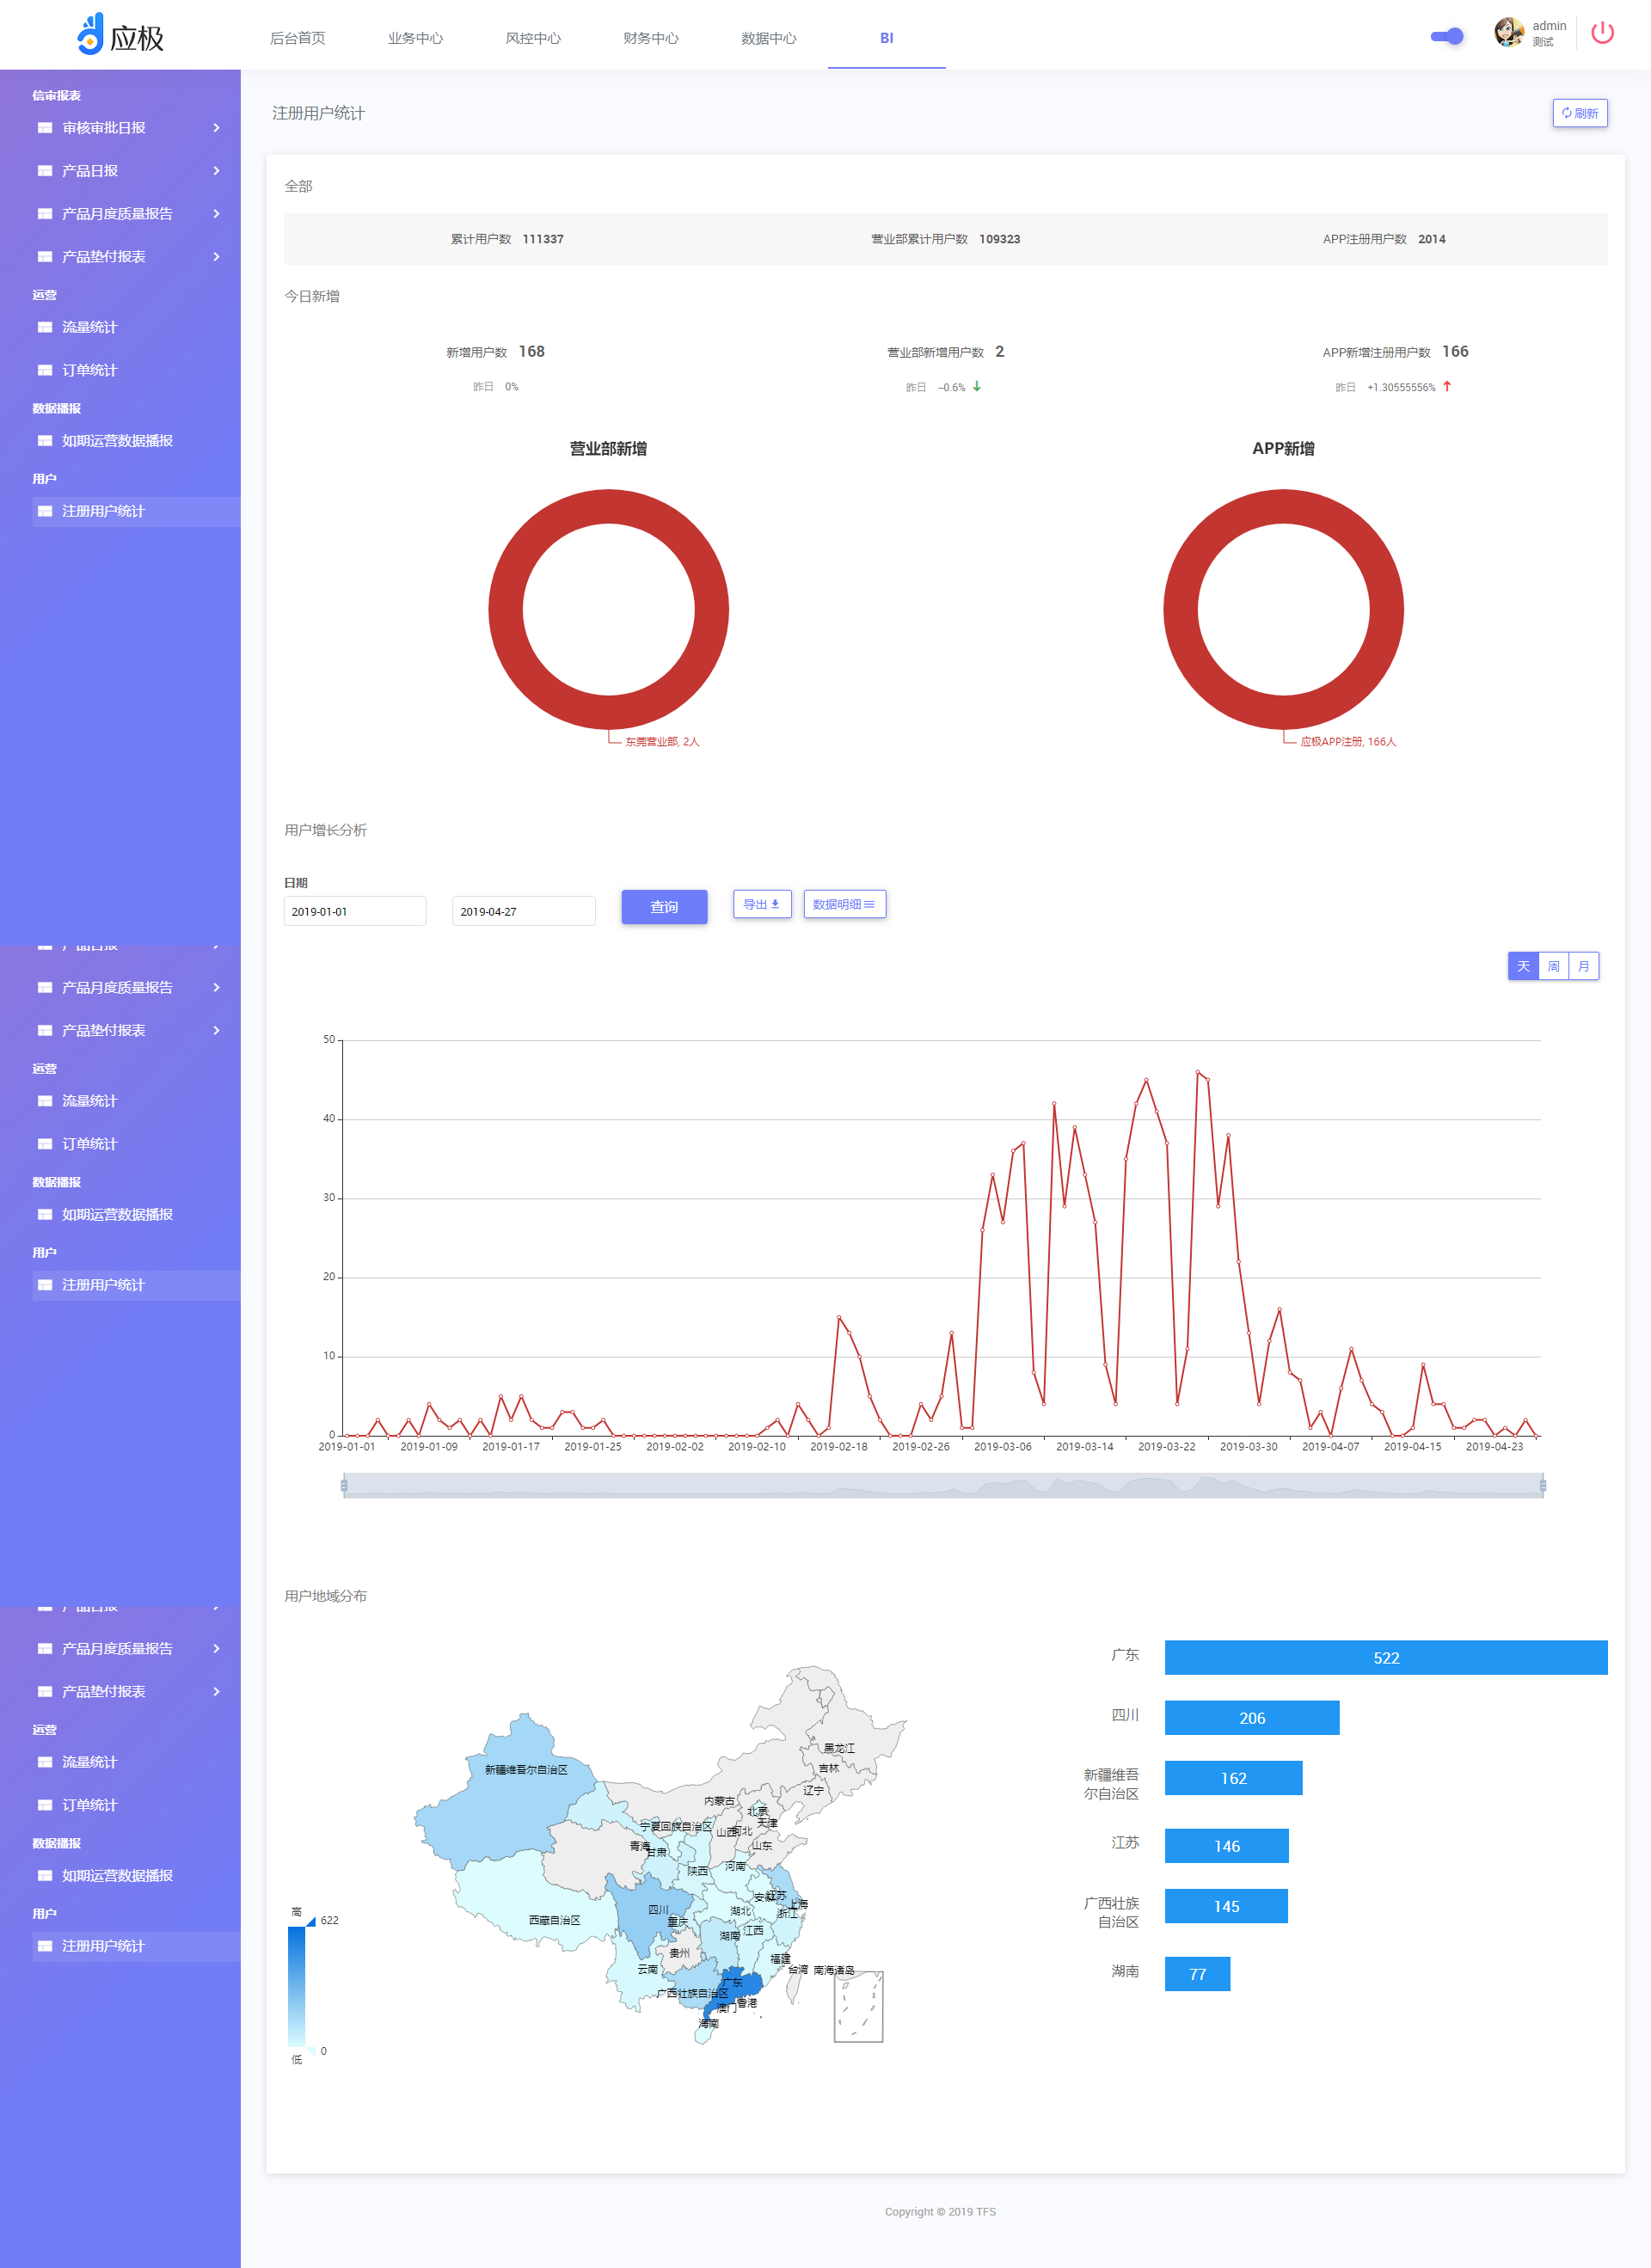 应极
后台首页
业务中心
风控中心
财务中心
数据中心
BI
admin
测试
信审报表
审核审批日报
产品日报
产品月度质量报告
产品垫付报表
运营
流量统计
订单统计
数据播报
如期运营数据播报
用户
注册用户统计
注册用户统计
刷新
全部
累计用户数 111337
营业部累计用户数 109323
APP注册用户数 2014
今日新增
新增用户数 168
营业部新增用户数 2
APP新增注册用户数 166
昨日 0%
昨日 --0.6%
昨日 +1.30555556%
营业部新增
APP新增
东莞营业部, 2人
应极APP注册, 166人
用户增长分析
日期
2019-01-01
2019-04-27
查询
导出
数据明细
天
周
月
产品日报
产品月度质量报告
产品垫付报表
运营
流量统计
订单统计
数据播报
如期运营数据播报
用户
注册用户统计
50
40
30
20
10
0
2019-01-01
2019-01-09
2019-01-17
2019-01-25
2019-02-02
2019-02-10
2019-02-18
2019-02-26
2019-03-06
2019-03-14
2019-03-22
2019-03-30
2019-04-07
2019-04-15
2019-04-23
用户地域分布
产品日报
产品月度质量报告
产品垫付报表
运营
流量统计
订单统计
数据播报
如期运营数据播报
用户
注册用户统计
黑龙江
吉林
新疆维吾尔自治区
辽宁
内蒙古
北京
天津
宁夏回族自治区
山西
河北
青海
甘肃
山东
陕西
河南
安徽
江苏
上海
四川
湖北
浙江
西藏自治区
重庆
湖南
江西
贵州
福建
云南
台湾
南海诸岛
广东
广西壮族自治区
香港
澳门
海南
高
622
0
低
广东
522
四川
206
新疆维吾
尔自治区
162
江苏
146
广西壮族
自治区
145
湖南
77
Copyright © 2019 TFS